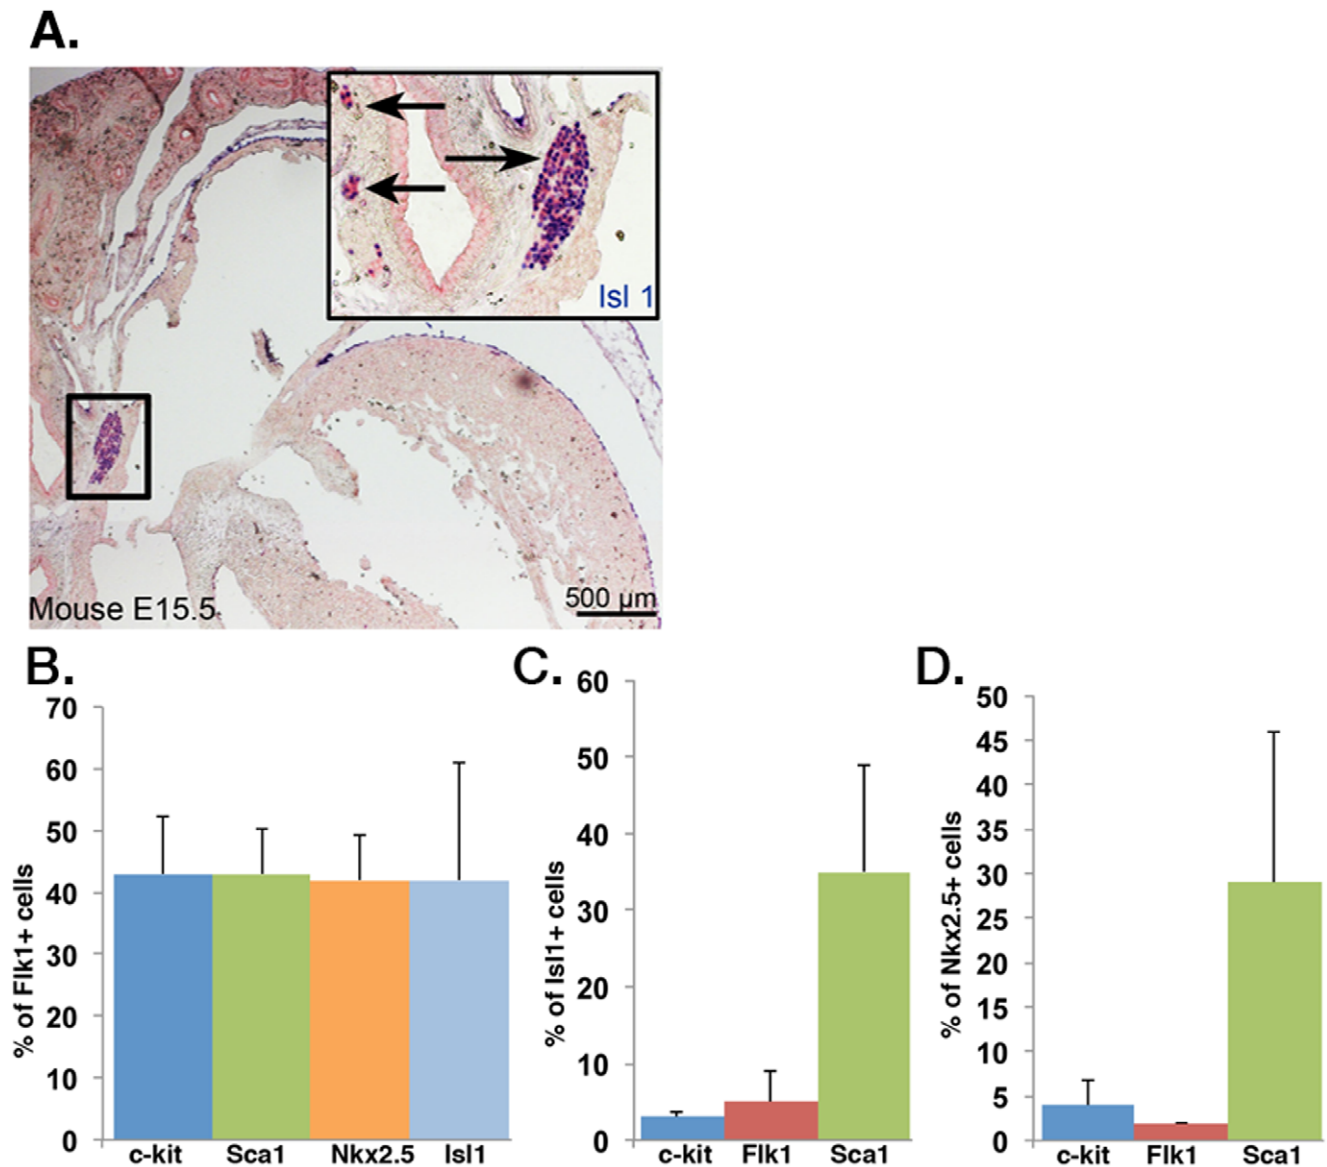 A.
Isl 1
Mouse E15.5
500 µm
B.
70
60
50
40
30
20
10
0
% of Flk1+ cells
c-kit Sca1 Nkx2.5 Isl1
C.
60
50
40
30
20
10
0
% of Isl1+ cells
c-kit Flk1 Sca1
D.
50
45
40
35
30
25
20
15
10
5
0
% of Nkx2.5+ cells
c-kit Flk1 Sca1